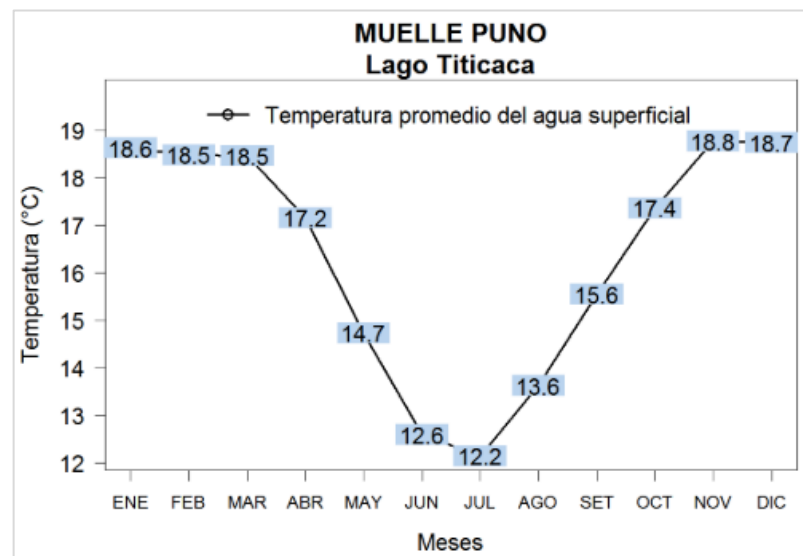 MUELLE PUNO
Lago Titicaca
Temperatura promedio del agua superficial
Temperatura (°C)
19
18
17
16
15
14
13
12
18.6 18.5 18.5 17.2 14.7 12.6 12.2 13.6 15.6 17.4 18.8 18.7
ENE FEB MAR ABR MAY JUN JUL AGO SET OCT NOV DIC
Meses